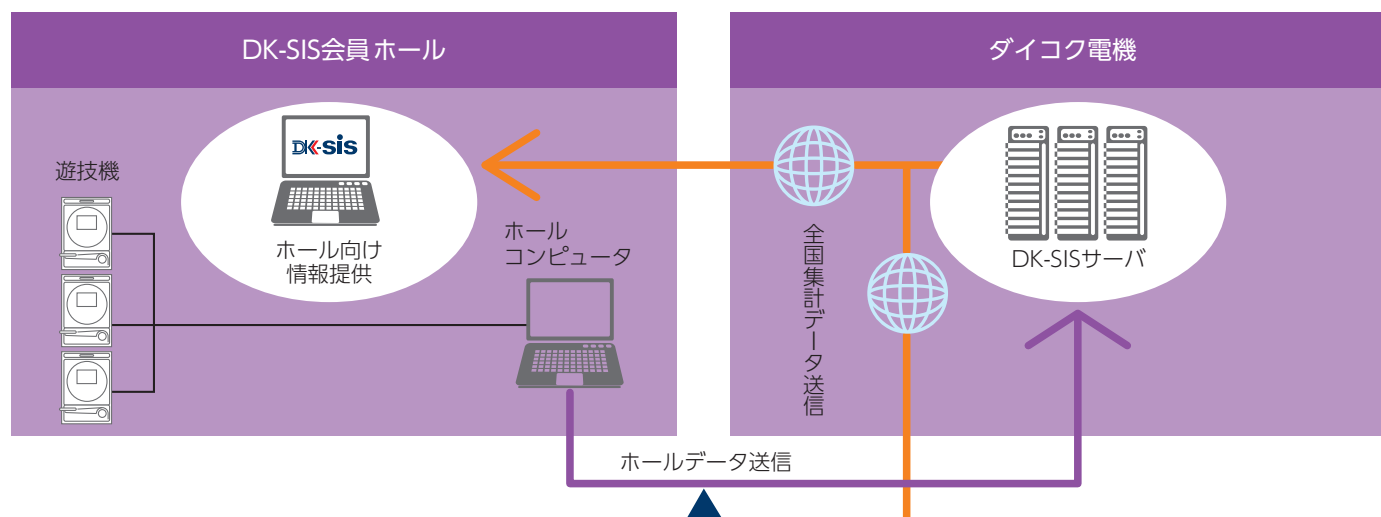 DK-SIS会員ホール
ダイコク電機
遊技機
DK-sis
ホール向け
情報提供
ホール
コンピュータ
全国集計データ送信
DK-SISサーバ
ホールデータ送信